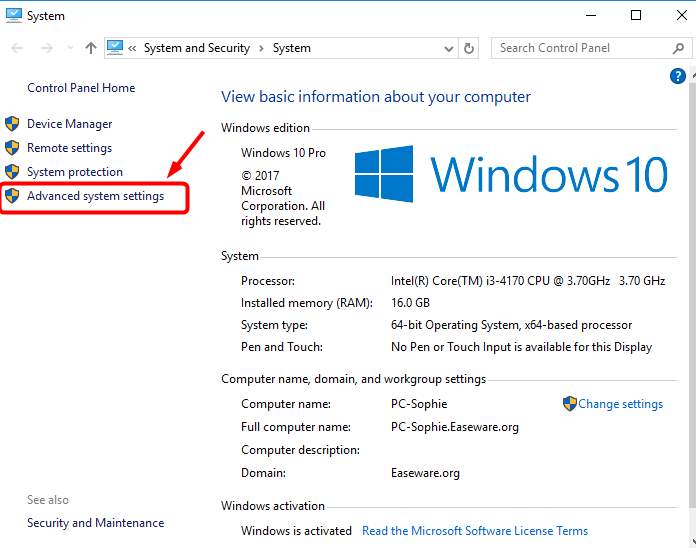 System
« System and Security > System
Search Control Panel
?
Control Panel Home
Device Manager
Remote settings
System protection
Advanced system settings
See also
Security and Maintenance
View basic information about your computer
Windows edition
Windows 10 Pro
© 2017
Microsoft
Corporation. All
rights reserved.
Windows 10
System
Processor: Intel(R) Core(TM) i3-4170 CPU @ 3.70GHz 3.70 GHz
Installed memory (RAM): 16.0 GB
System type: 64-bit Operating System, x64-based processor
Pen and Touch: No Pen or Touch Input is available for this Display
Computer name, domain, and workgroup settings
Computer name: PC-Sophie Change settings
Full computer name: PC-Sophie.Easeware.org
Computer description:
Domain: Easeware.org
Windows activation
Windows is activated Read the Microsoft Software License Terms